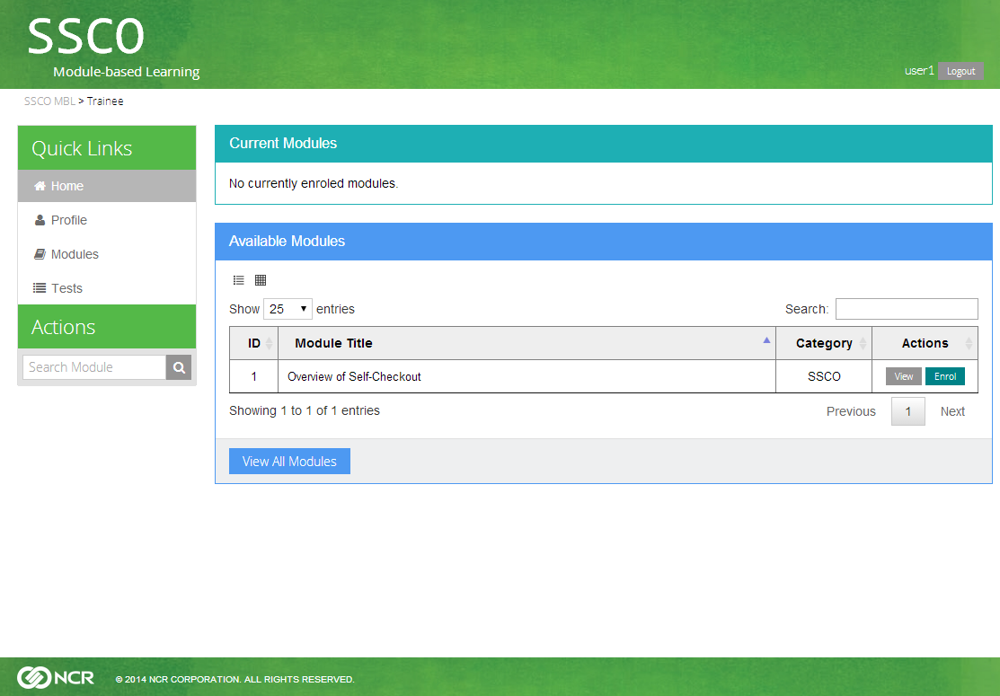 SSCO
Module-based Learning
user1 Logout
SSCO MBL > Trainee
Quick Links
Home
Profile
Modules
Tests
Actions
Search Module
Current Modules
No currently enroled modules.
Available Modules
Show 25 entries
Search:
ID Module Title Category Actions
1 Overview of Self-Checkout SSCO View Enrol
Showing 1 to 1 of 1 entries
Previous 1 Next
View All Modules
NCR © 2014 NCR CORPORATION. ALL RIGHTS RESERVED.